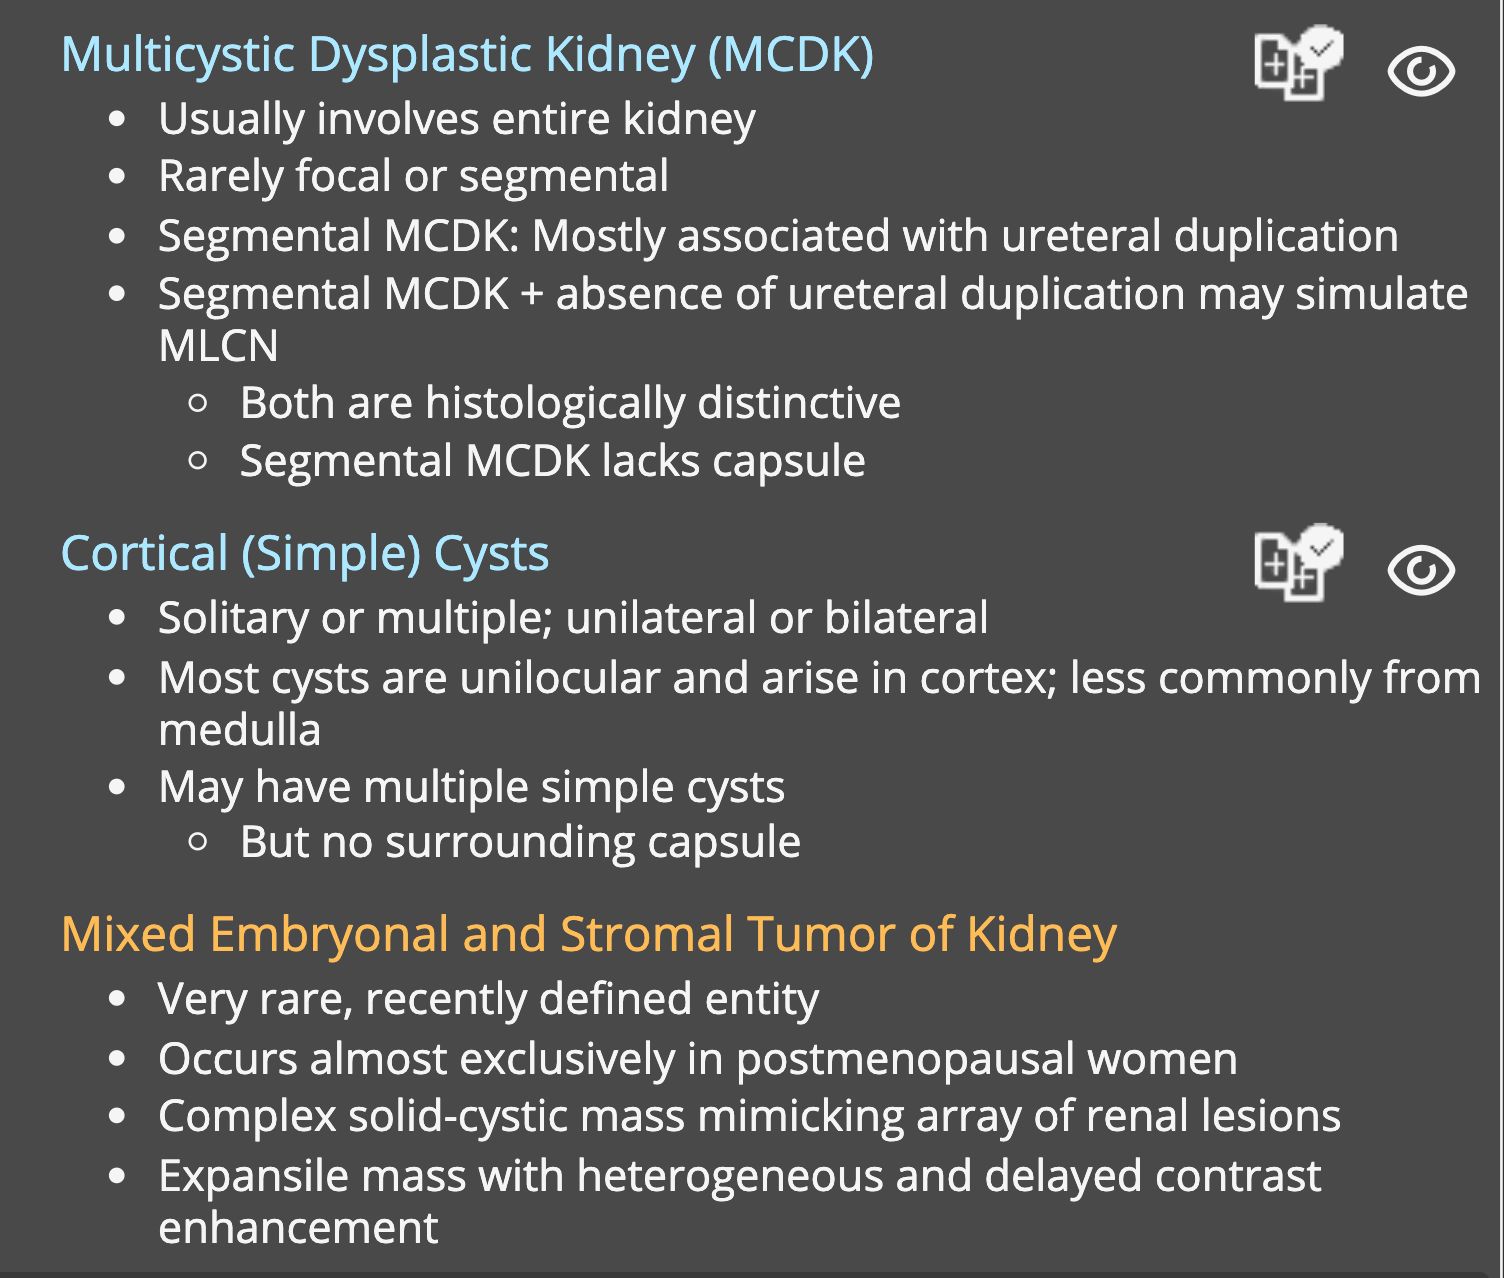 Multicystic Dysplastic Kidney (MCDK)
• Usually involves entire kidney
• Rarely focal or segmental
• Segmental MCDK: Mostly associated with ureteral duplication
• Segmental MCDK + absence of ureteral duplication may simulate
MLCN
○ Both are histologically distinctive
○ Segmental MCDK lacks capsule
Cortical (Simple) Cysts
• Solitary or multiple; unilateral or bilateral
• Most cysts are unilocular and arise in cortex; less commonly from
medulla
• May have multiple simple cysts
○ But no surrounding capsule
Mixed Embryonal and Stromal Tumor of Kidney
• Very rare, recently defined entity
• Occurs almost exclusively in postmenopausal women
• Complex solid-cystic mass mimicking array of renal lesions
• Expansile mass with heterogeneous and delayed contrast
enhancement